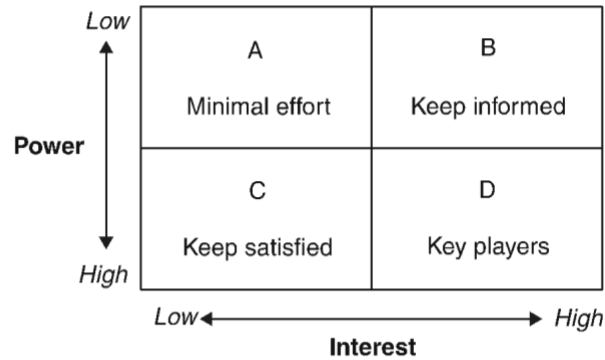 Low
A
B
Minimal effort
Keep informed
Power
C
D
Keep satisfied
Key players
High
Low
High
Interest